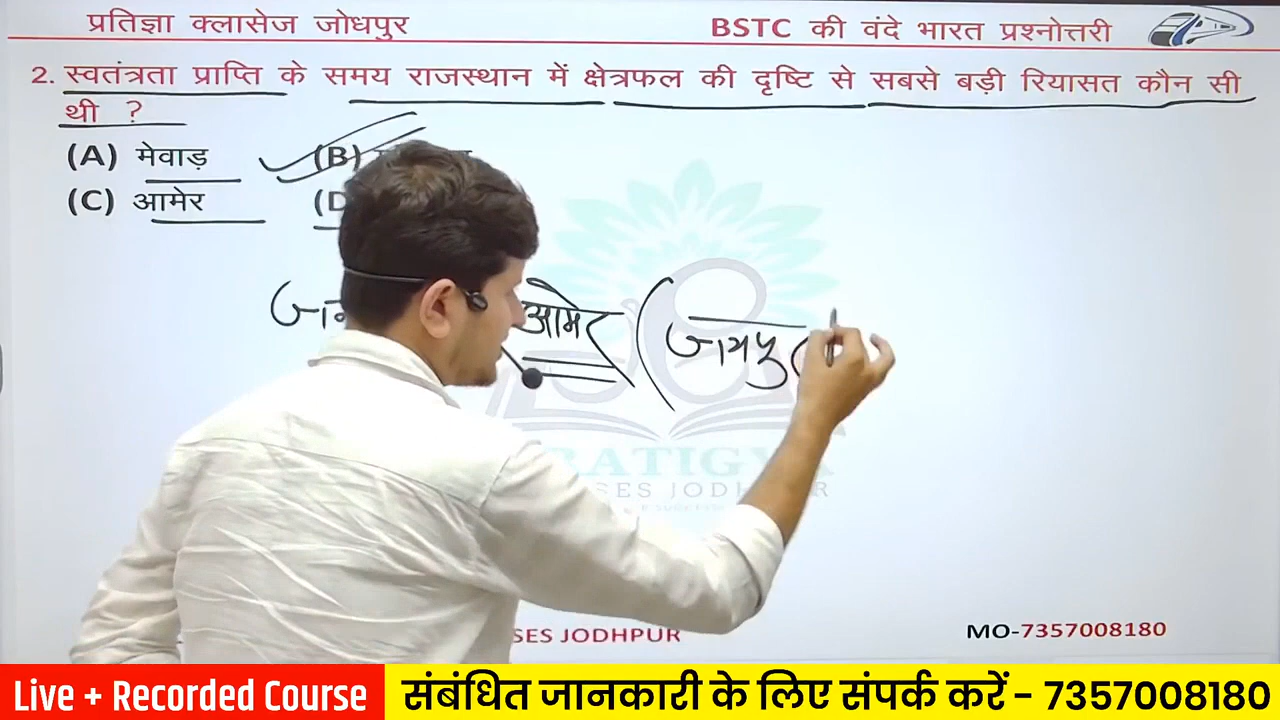 प्रतिज्ञा क्लासेज जोधपुर
BSTC की वंदे भारत प्रश्नोत्तरी
2. स्वतंत्रता प्राप्ति के समय राजस्थान में क्षेत्रफल की दृष्टि से सबसे बड़ी रियासत कौन सी
थी ?
(A) मेवाड़
(B)
(C) आमेर
(D
आमेर
जयपुर
SES JODHPUR
MO-7357008180
Live + Recorded Course
संबंधित जानकारी के लिए संपर्क करें - 7357008180